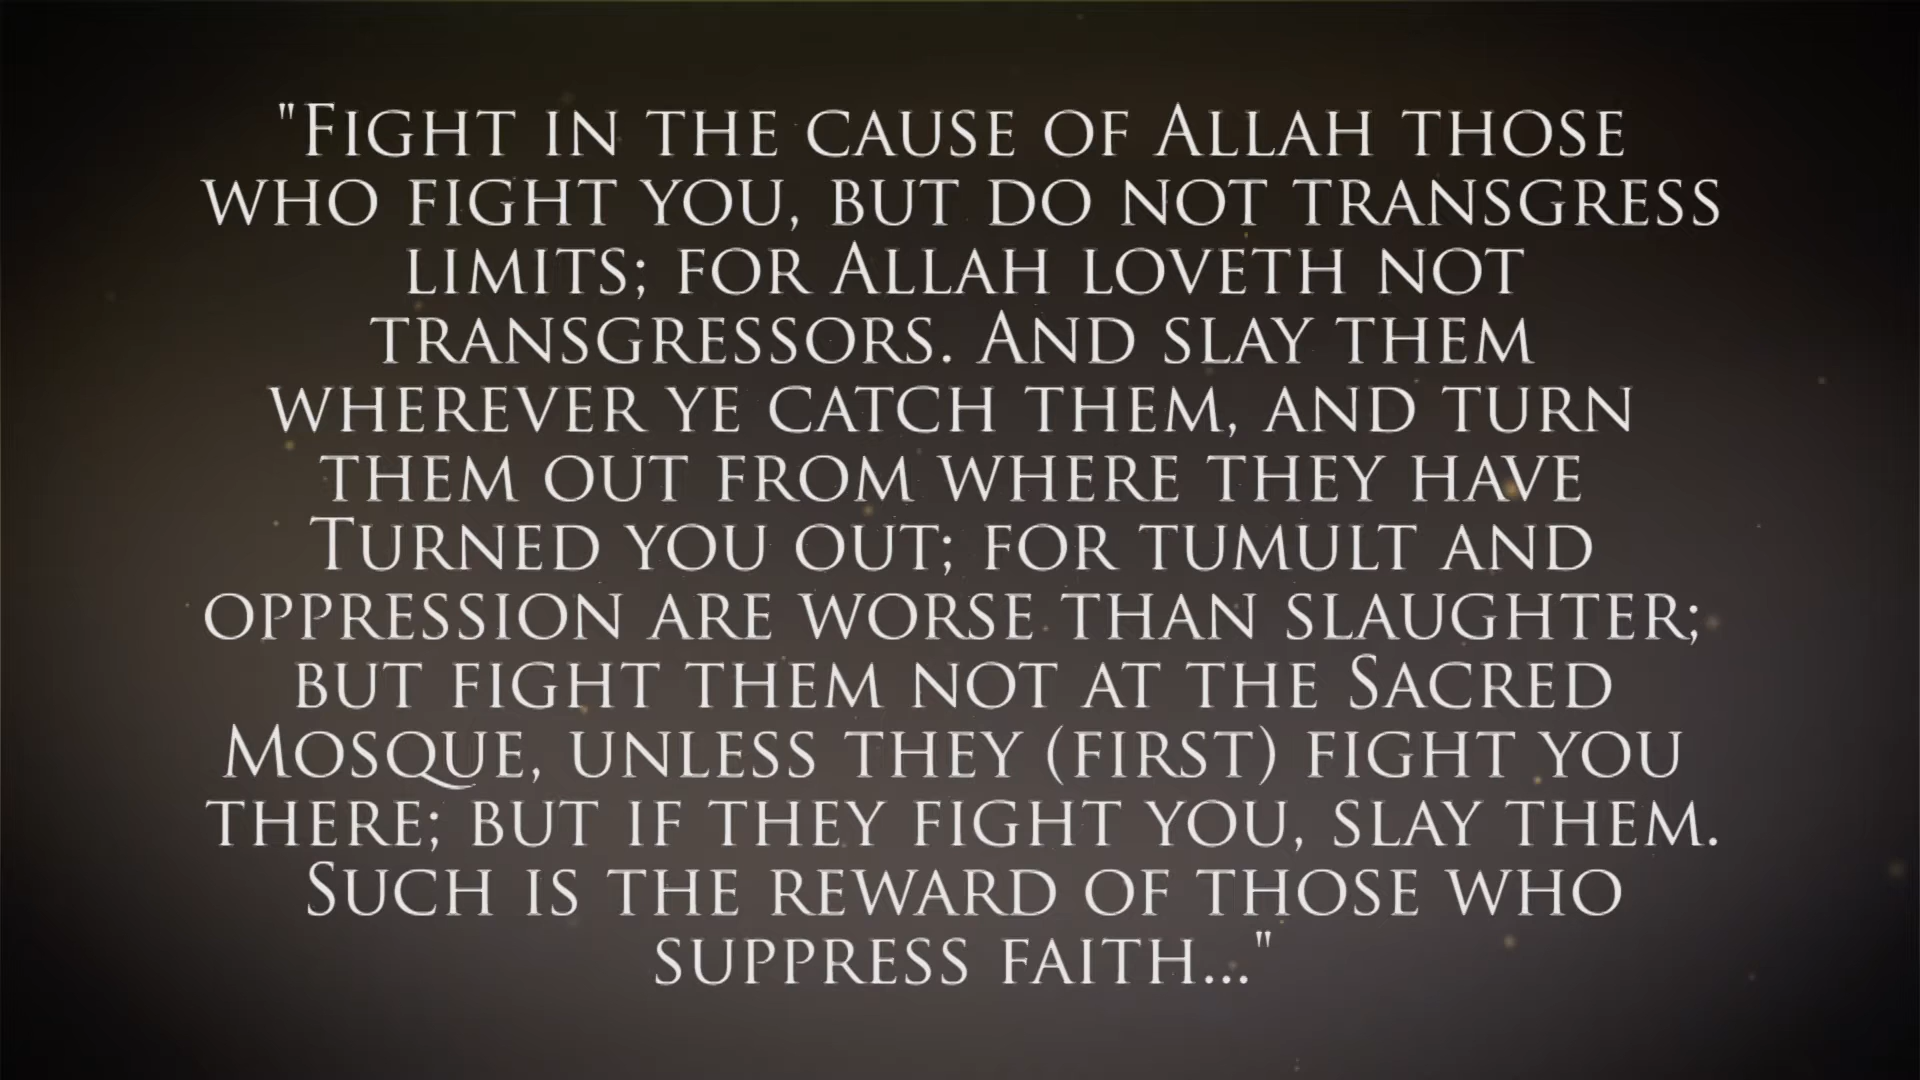 "Fight in the cause of Allah those
who fight you, but do not transgress
limits; for Allah loveth not
transgressors. And slay them
wherever ye catch them, and turn
them out from where they have
Turned you out; for tumult and
oppression are worse than slaughter;
but fight them not at the Sacred
Mosque, unless they (first) fight you
there; but if they fight you, slay them.
Such is the reward of those who
suppress faith..."